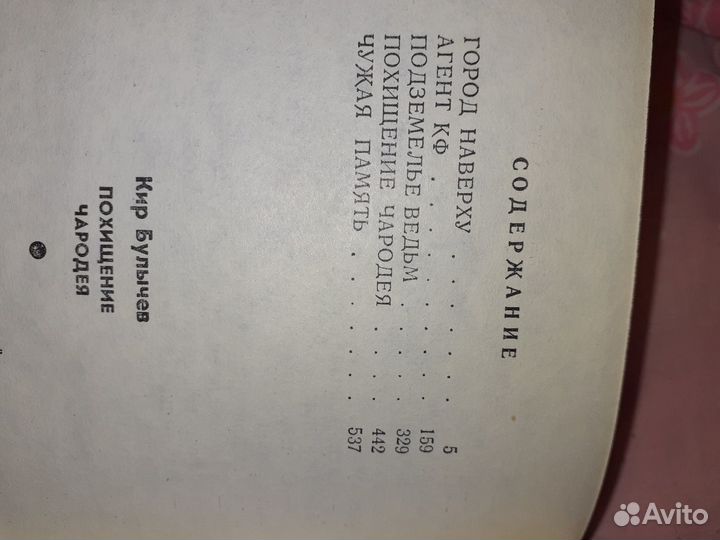 СОДЕРЖАНИЕ
ГОРОД НАВЕРХУ . . . . . . 5
АГЕНТ КФ . . . . . . . . . 159
ПОДЗЕМЕЛЬЕ ВЕДЬМ . . . . 329
ПОХИЩЕНИЕ ЧАРОДЕЯ . . . . 442
ЧУЖАЯ ПАМЯТЬ . . . . . . 537
Кир Булычев
ПОХИЩЕНИЕ
ЧАРОДЕЯ
Avito